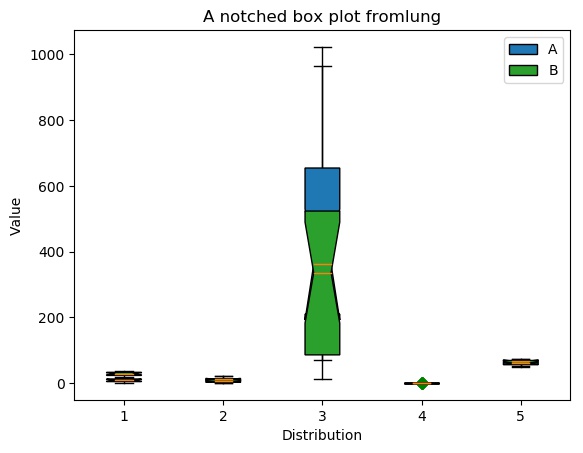 A notched box plot fromlung
A
B
1000
800
600
400
200
0
Value
1 2 3 4 5
Distribution